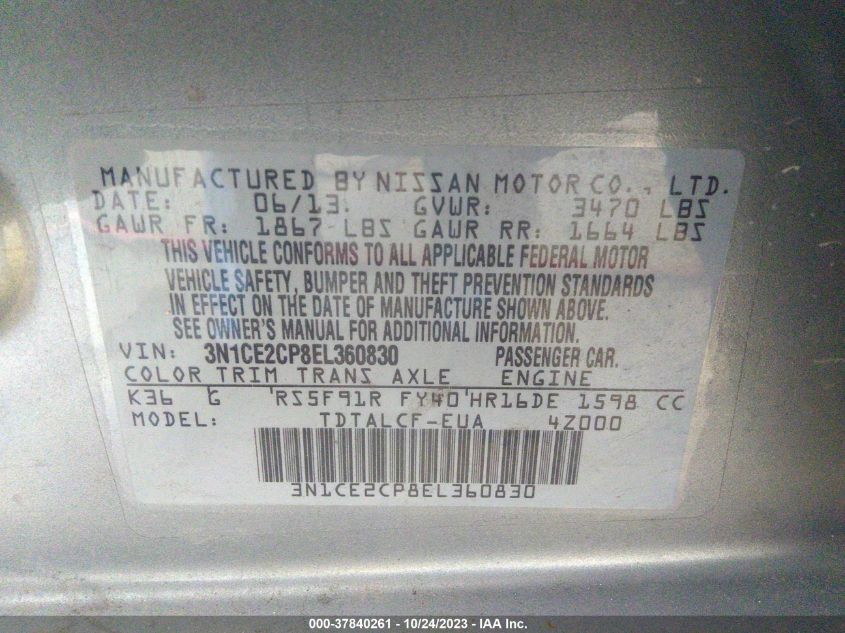 MANUFACTURED BY NISSAN MOTOR CO., LTD.
DATE: 06/13 GVWR: 3470 LBS
GAWR FR: 1867 LBS GAWR RR: 1664 LBS
THIS VEHICLE CONFORMS TO ALL APPLICABLE FEDERAL MOTOR
VEHICLE SAFETY, BUMPER AND THEFT PREVENTION STANDARDS
IN EFFECT ON THE DATE OF MANUFACTURE SHOWN ABOVE.
SEE OWNER'S MANUAL FOR ADDITIONAL INFORMATION.
VIN: 3N1CE2CP8EL360830 PASSENGER CAR.
COLOR TRIM TRANS AXLE ENGINE
K36 G RS5F91R FY40 HR16DE 1598 CC
MODEL: TDTALCF-EUA 4Z000
3N1CE2CP8EL360830
000-37840261 - 10/24/2023 - IAA Inc.